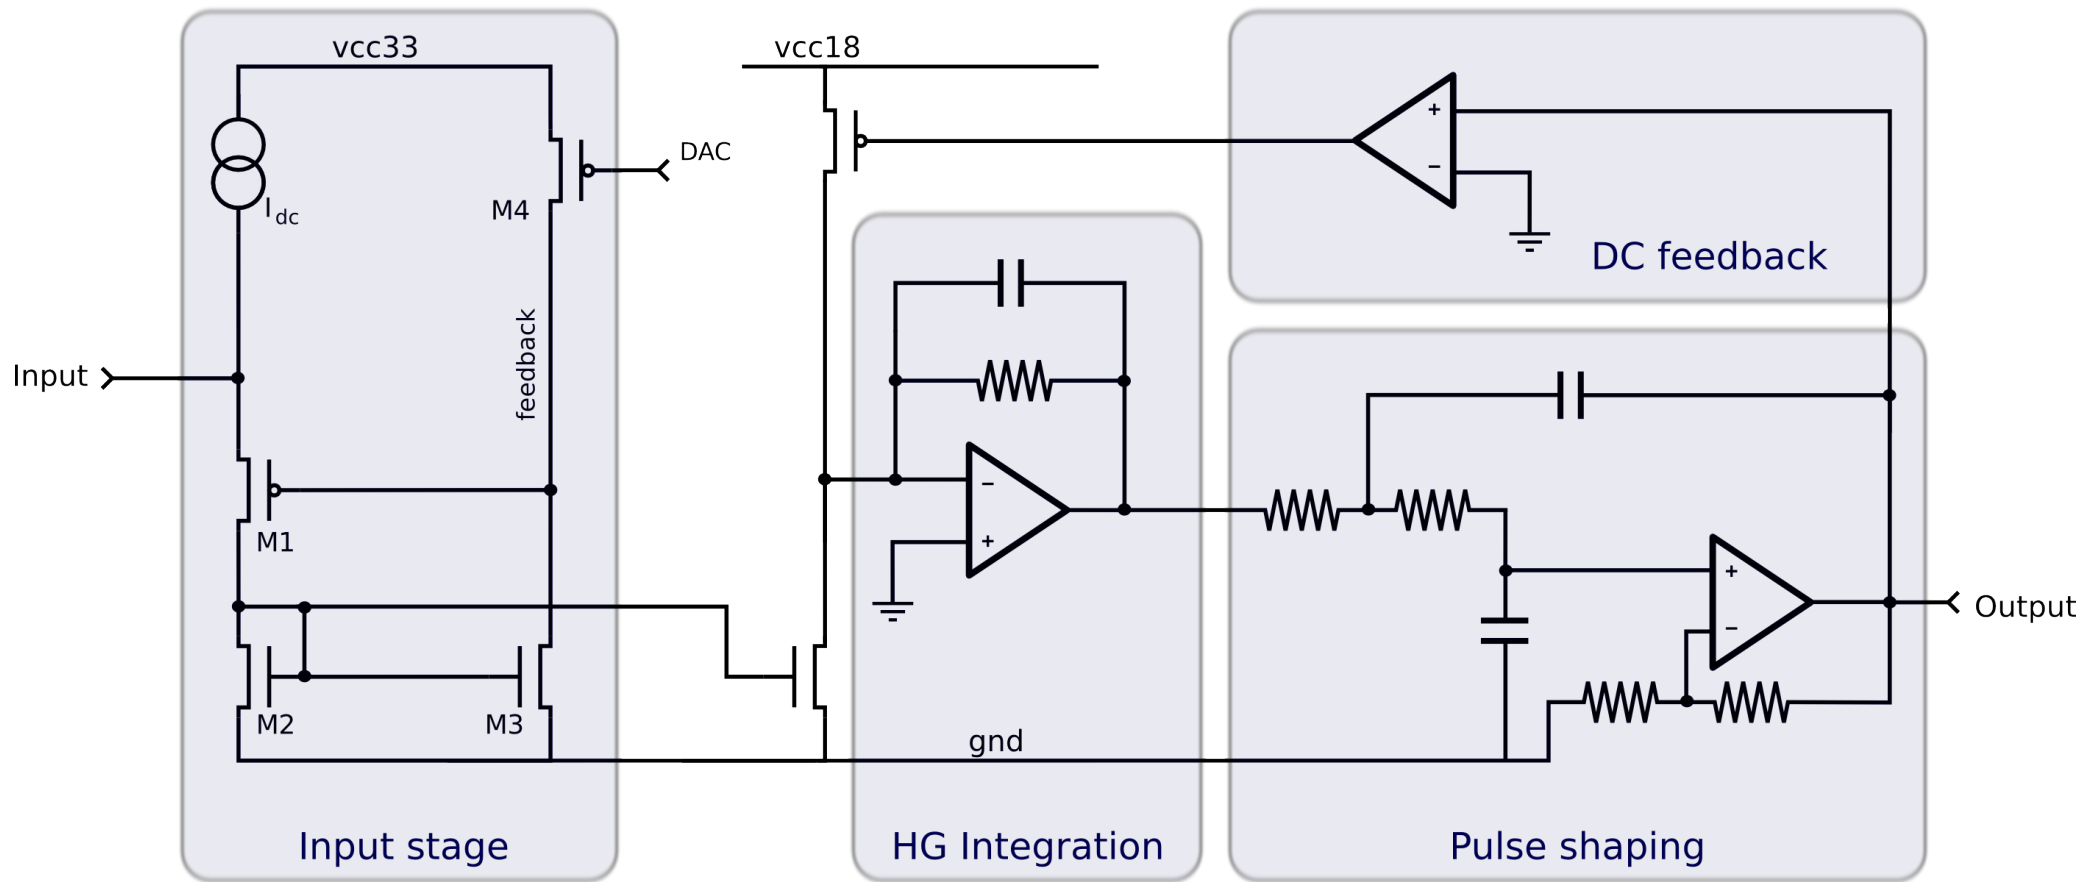 vcc33
vcc18
+
−
DAC
M4
I dc
DC feedback
feedback
Input
−
+
M1
+
−
Output
M2
M3
gnd
Input stage
HG Integration
Pulse shaping